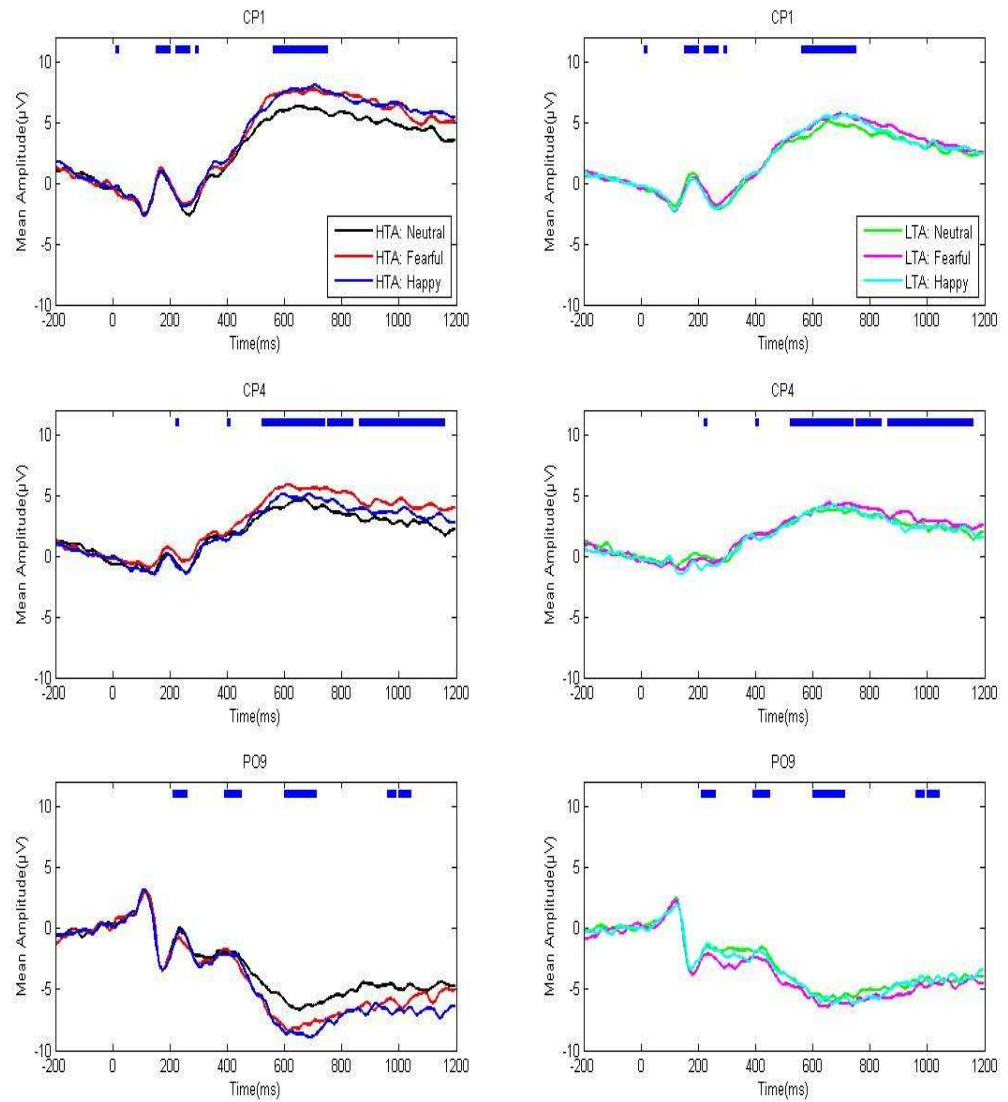 CP1
10
5
0
-5
-10
Mean Amplitude(µV)
HTA: Neutral
HTA: Fearful
HTA: Happy
-200 0 200 400 600 800 1000 1200
Time(ms)
CP1
10
5
0
-5
-10
Mean Amplitude(µV)
LTA: Neutral
LTA: Fearful
LTA: Happy
-200 0 200 400 600 800 1000 1200
Time(ms)
CP4
10
5
0
-5
-10
Mean Amplitude(µV)
-200 0 200 400 600 800 1000 1200
Time(ms)
CP4
10
5
0
-5
-10
Mean Amplitude(µV)
-200 0 200 400 600 800 1000 1200
Time(ms)
PO9
10
5
0
-5
-10
Mean Amplitude(µV)
-200 0 200 400 600 800 1000 1200
Time(ms)
PO9
10
5
0
-5
-10
Mean Amplitude(µV)
-200 0 200 400 600 800 1000 1200
Time(ms)